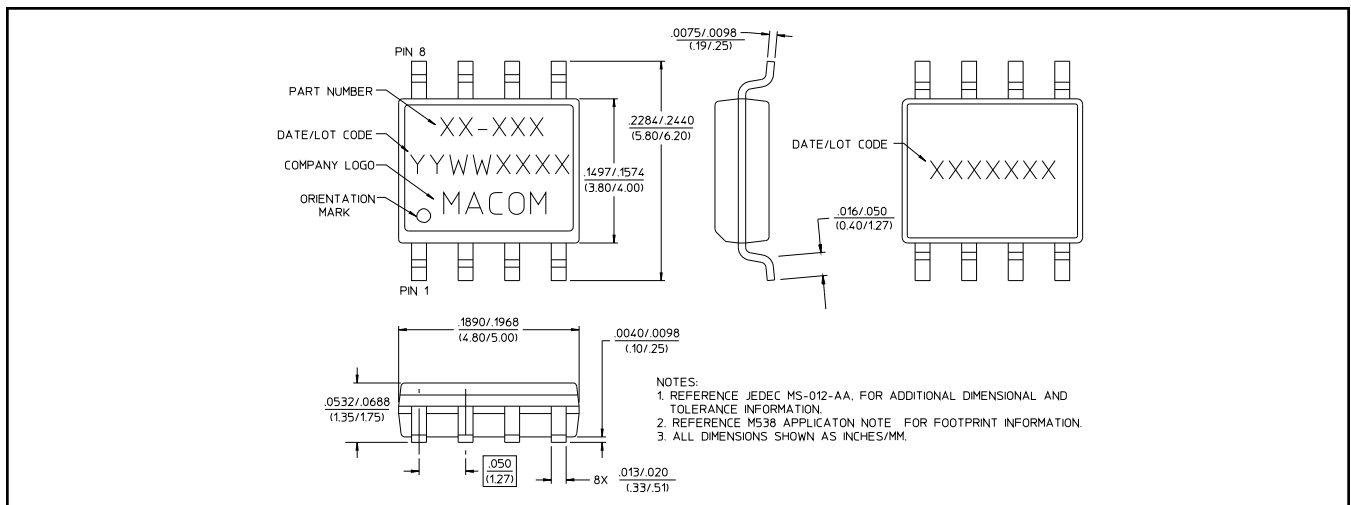 PIN 8
PART NUMBER
XX-XXX
DATE/LOT CODE
YYWWXXXX
COMPANY LOGO
MACOM
ORIENTATION
MARK
PIN 1
.2284/.2440
(5.80/6.20)
.1497/.1574
(3.80/4.00)
.0075/.0098
(.19/.25)
.016/.050
(0.40/1.27)
DATE/LOT CODE
XXXXXXX
.1890/.1968
(4.80/5.00)
.0040/.0098
(.10/.25)
.0532/.0688
(1.35/1.75)
.050
(1.27)
8X .013/.020
(.33/.51)
NOTES:
1. REFERENCE JEDEC MS-012-AA, FOR ADDITIONAL DIMENSIONAL AND
TOLERANCE INFORMATION.
2. REFERENCE M538 APPLICATON NOTE FOR FOOTPRINT INFORMATION.
3. ALL DIMENSIONS SHOWN AS INCHES/MM.